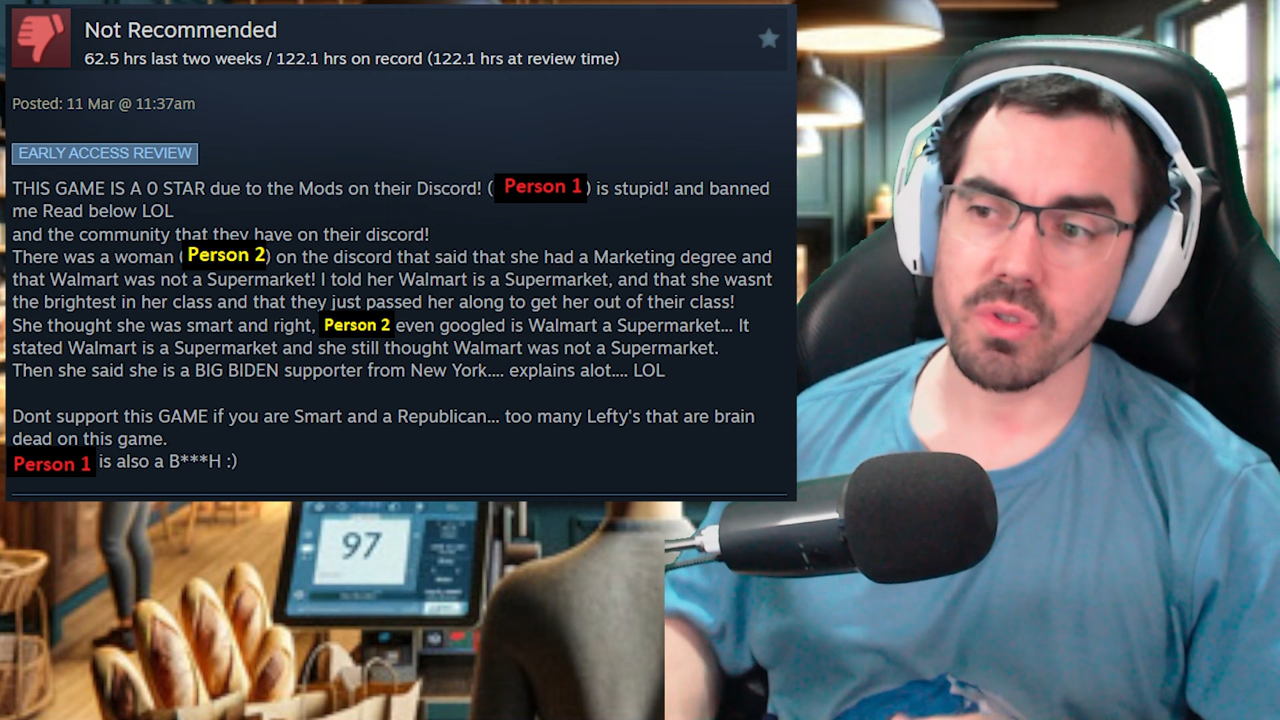 Not Recommended
62.5 hrs last two weeks / 122.1 hrs on record (122.1 hrs at review time)
Posted: 11 Mar @ 11:37am
EARLY ACCESS REVIEW
THIS GAME IS A 0 STAR due to the Mods on their Discord! ( Person 1 ) is stupid! and banned
me Read below LOL
and the community that they have on their discord!
There was a woman ( Person 2 ) on the discord that said that she had a Marketing degree and
that Walmart was not a Supermarket! I told her Walmart is a Supermarket, and that she wasnt
the brightest in her class and that they just passed her along to get her out of their class!
She thought she was smart and right, Person 2 even googled is Walmart a Supermarket... It
stated Walmart is a Supermarket and she still thought Walmart was not a Supermarket.
Then she said she is a BIG BIDEN supporter from New York.... explains alot.... LOL
Dont support this GAME if you are Smart and a Republican... too many Lefty's that are brain
dead on this game.
Person 1 is also a B***H :)
97